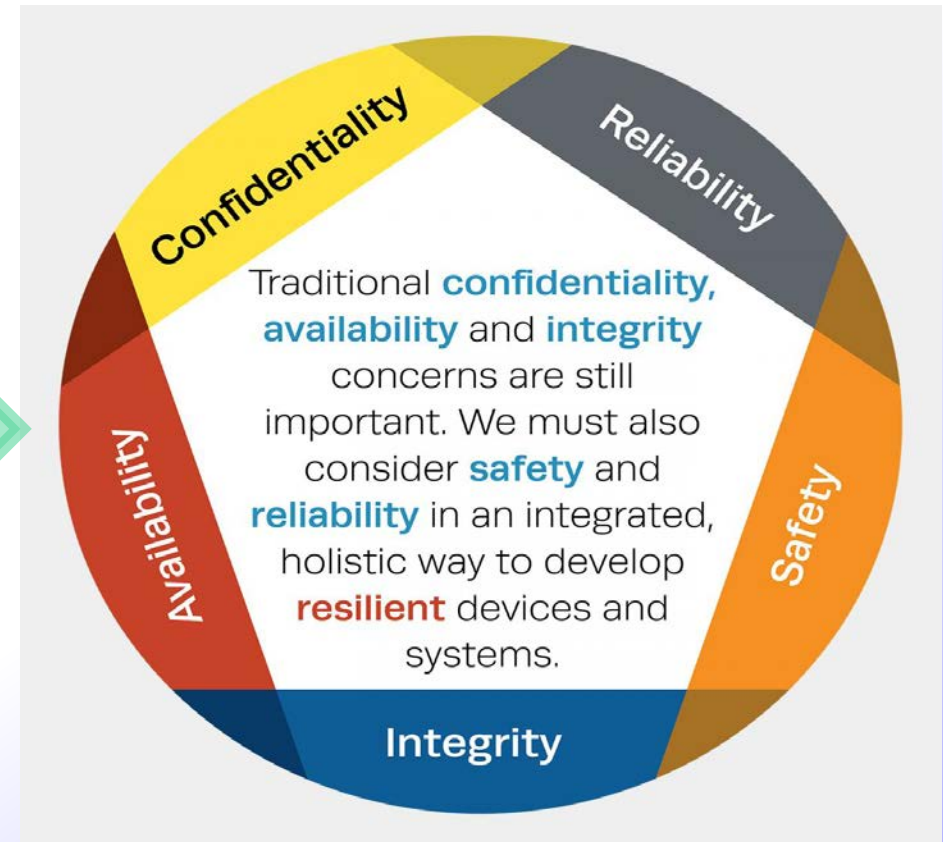 Confidentiality
Reliability
Traditional confidentiality,
availability and integrity
concerns are still
important. We must also
consider safety and
reliability in an integrated,
holistic way to develop
resilient devices and
systems.
Availability
Safety
Integrity